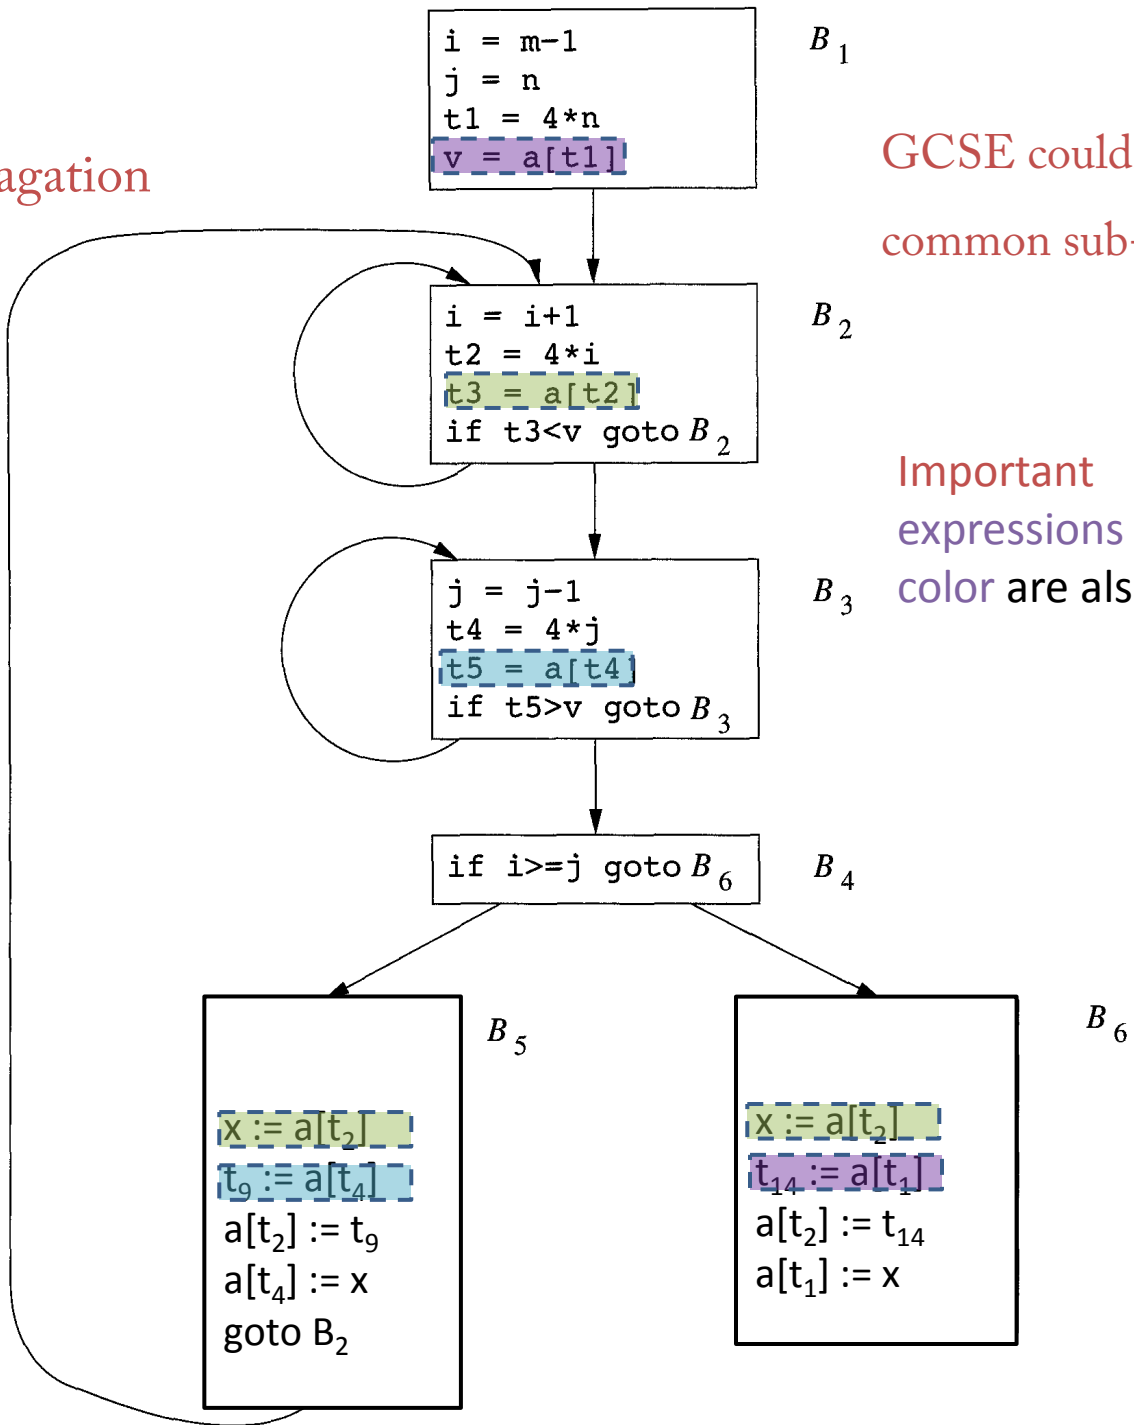 i = m-1
j = n
t1 = 4*n
v = a[t1]
B1
agation
GCSE could
common sub-
i = i+1
t2 = 4*i
t3 = a[t2]
if t3<v goto B2
B2
Important
expressions
color are als
j = j-1
t4 = 4*j
t5 = a[t4]
if t5>v goto B3
B3
if i>=j goto B6
B4
B5
x := a[t2]
t9 := a[t4]
a[t2] := t9
a[t4] := x
goto B2
B6
x := a[t2]
t14 := a[t1]
a[t2] := t14
a[t1] := x